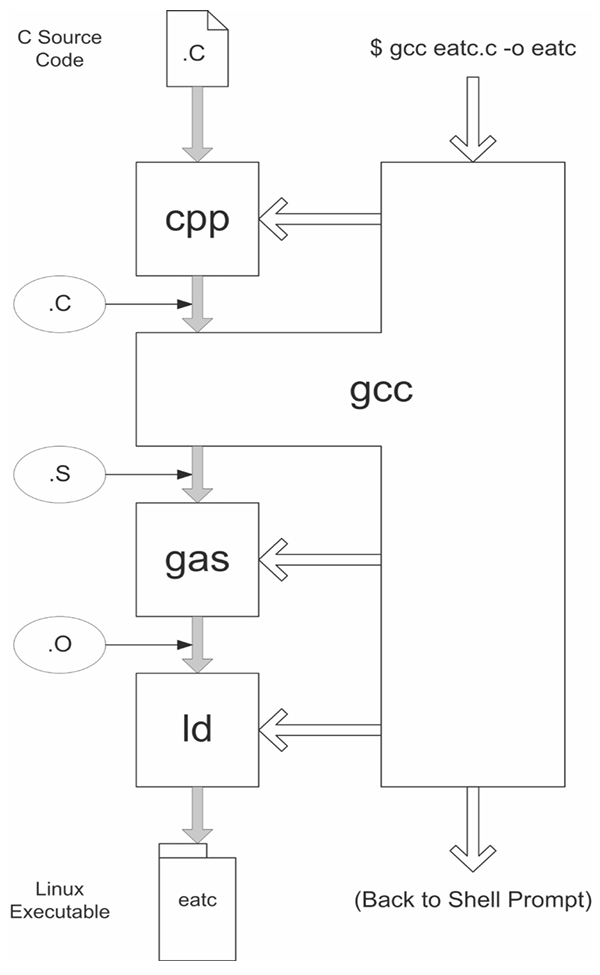 C Source
Code
.C
$ gcc eatc.c -o eatc
cpp
.C
gcc
.S
gas
.O
ld
Linux
Executable
eatc
(Back to Shell Prompt)